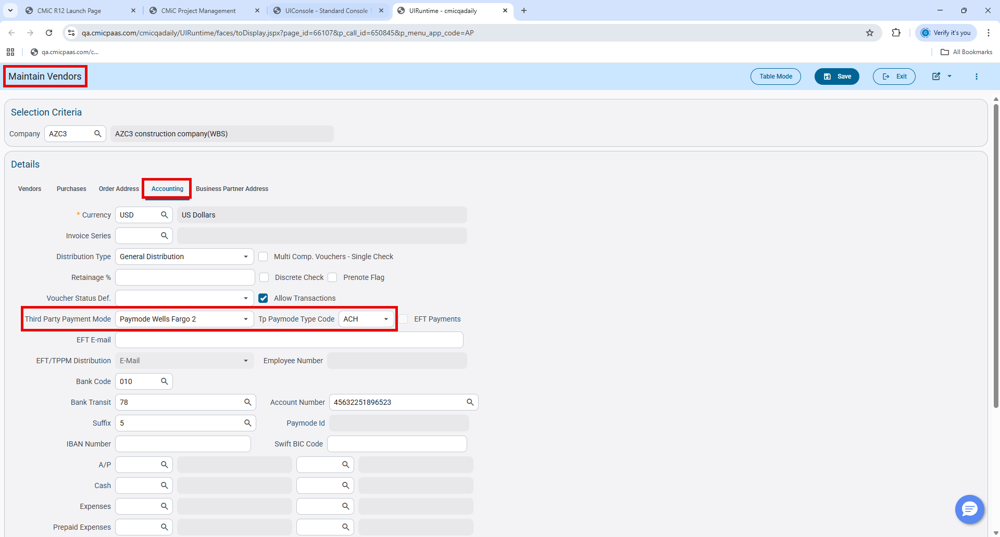 CMiC R12 Launch Page
CMiC Project Management
UIConsole - Standard Console
UIRuntime - cmicqadaily
qa.cmicpaas.com/cmicqadaily/UIRuntime/faces/toDisplay.jspx?page_id=66107&p_call_id=650845&p_menu_app_code=AP
G
Verify it's you
qa.cmicpaas.com/c...
All Bookmarks
Maintain Vendors
Table Mode
Save
Exit
Selection Criteria
Company AZC3 AZC3 construction company(WBS)
Details
Vendors Purchases Order Address Accounting Business Partner Address
* Currency USD US Dollars
Invoice Series
Distribution Type General Distribution Multi Comp. Vouchers - Single Check
Retainage % Discrete Check Prenote Flag
Voucher Status Def. Allow Transactions
Third Party Payment Mode Paymode Wells Fargo 2 Tp Paymode Type Code ACH EFT Payments
EFT E-mail
EFT/TPPM Distribution E-Mail Employee Number
Bank Code 010
Bank Transit 78 Account Number 45632251896523
Suffix 5 Paymode Id
IBAN Number Swift BIC Code
A/P
Cash
Expenses
Prepaid Expenses